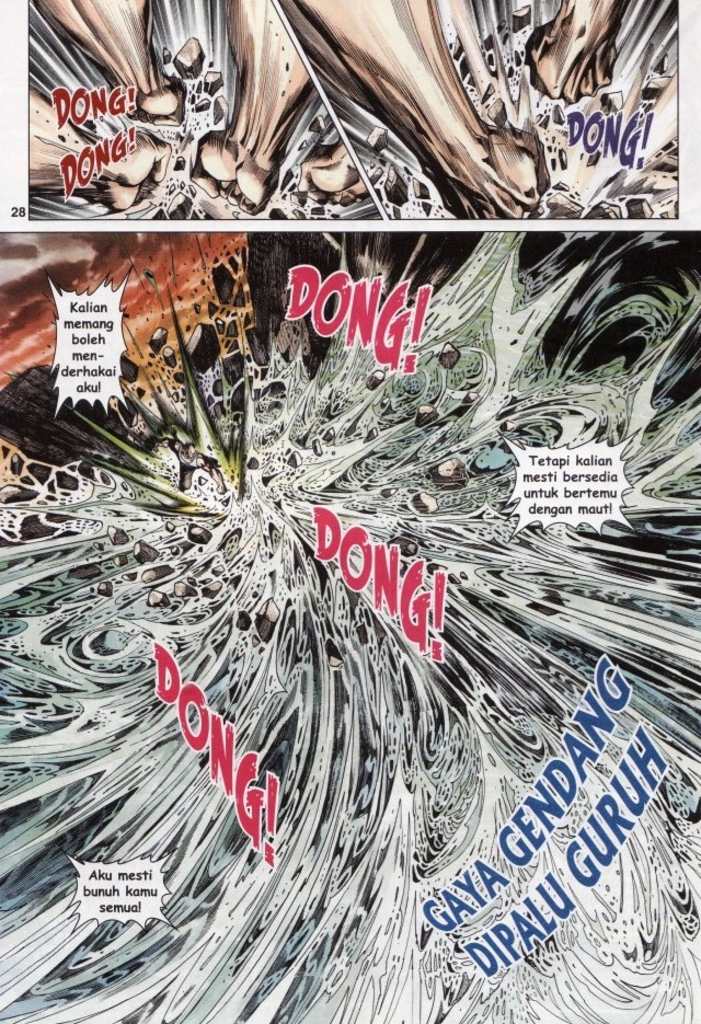 DONG!
DONG!
DONG!
28
DONG!
Kalian
memang
boleh
men-
derhakai
aku!
Tetapi kalian
mesti bersedia
untuk bertemu
dengan maut!
DONG!
DONG!
GAYA GENDANG
DIPALU GURUH
Aku mesti
bunuh kamu
semua!